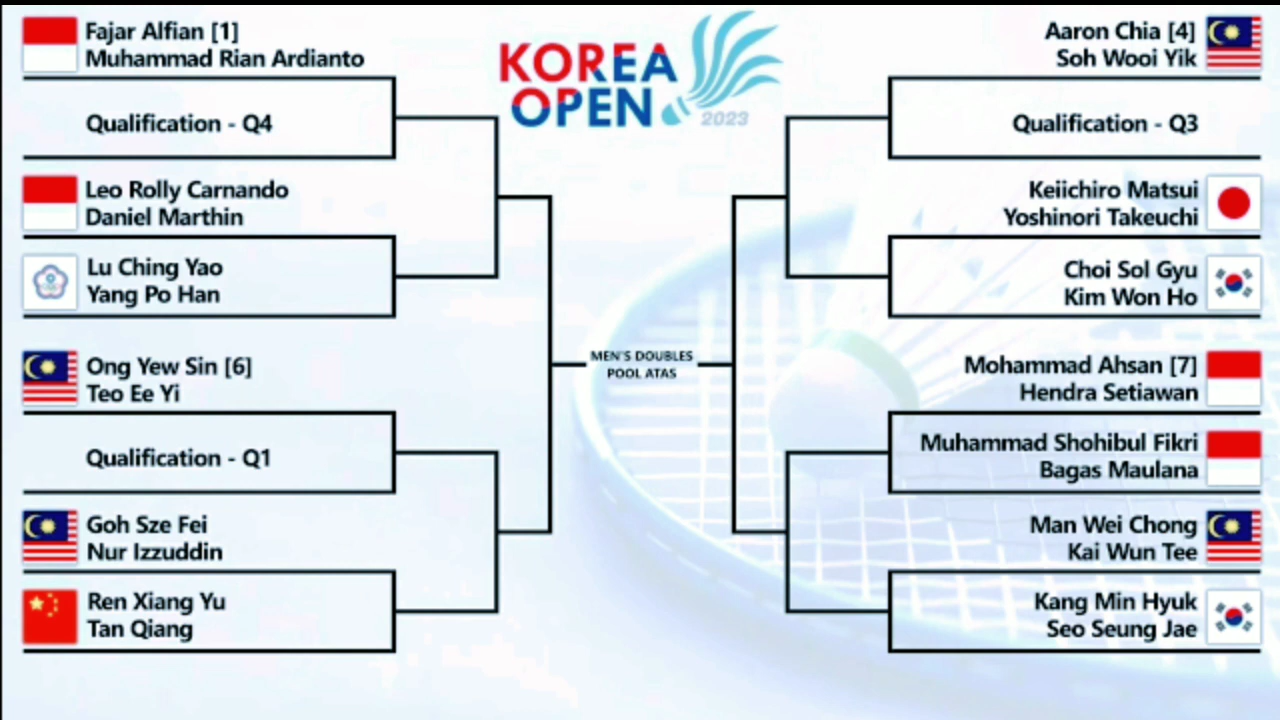 Fajar Alfian [1]
Muhammad Rian Ardianto
Qualification - Q4
Leo Rolly Carnando
Daniel Marthin
Lu Ching Yao
Yang Po Han
Ong Yew Sin [6]
Teo Ee Yi
Qualification - Q1
Goh Sze Fei
Nur Izzuddin
Ren Xiang Yu
Tan Qiang
KOREA
OPEN
2023
MEN'S DOUBLES
POOL ATAS
Aaron Chia [4]
Soh Wooi Yik
Qualification - Q3
Keiichiro Matsui
Yoshinori Takeuchi
Choi Sol Gyu
Kim Won Ho
Mohammad Ahsan [7]
Hendra Setiawan
Muhammad Shohibul Fikri
Bagas Maulana
Man Wei Chong
Kai Wun Tee
Kang Min Hyuk
Seo Seung Jae